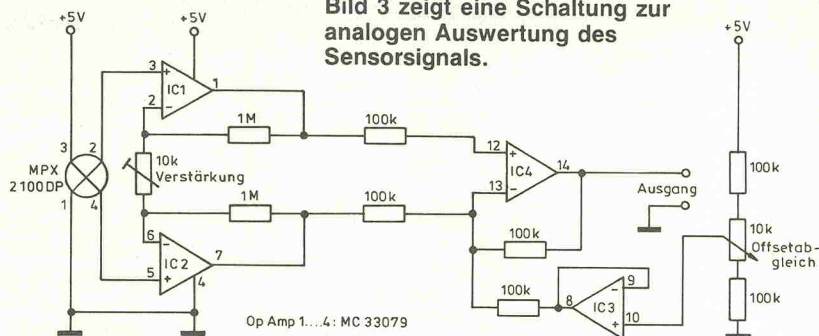 Bild 3 zeigt eine Schaltung zur
analogen Auswertung des
Sensorsignals.
+5V
+5V
+5V
3
+
IC1
1
2
-
1M
100k
3
2
MPX
2100DP
1
4
10k
Verstärkung
12
+
IC4
14
13
-
Ausgang
100k
1M
100k
6
-
IC2
7
5
+
4
100k
10k
Offsetab-
gleich
100k
8
-
9
IC3
+
10
100k
Op Amp 1....4: MC 33079